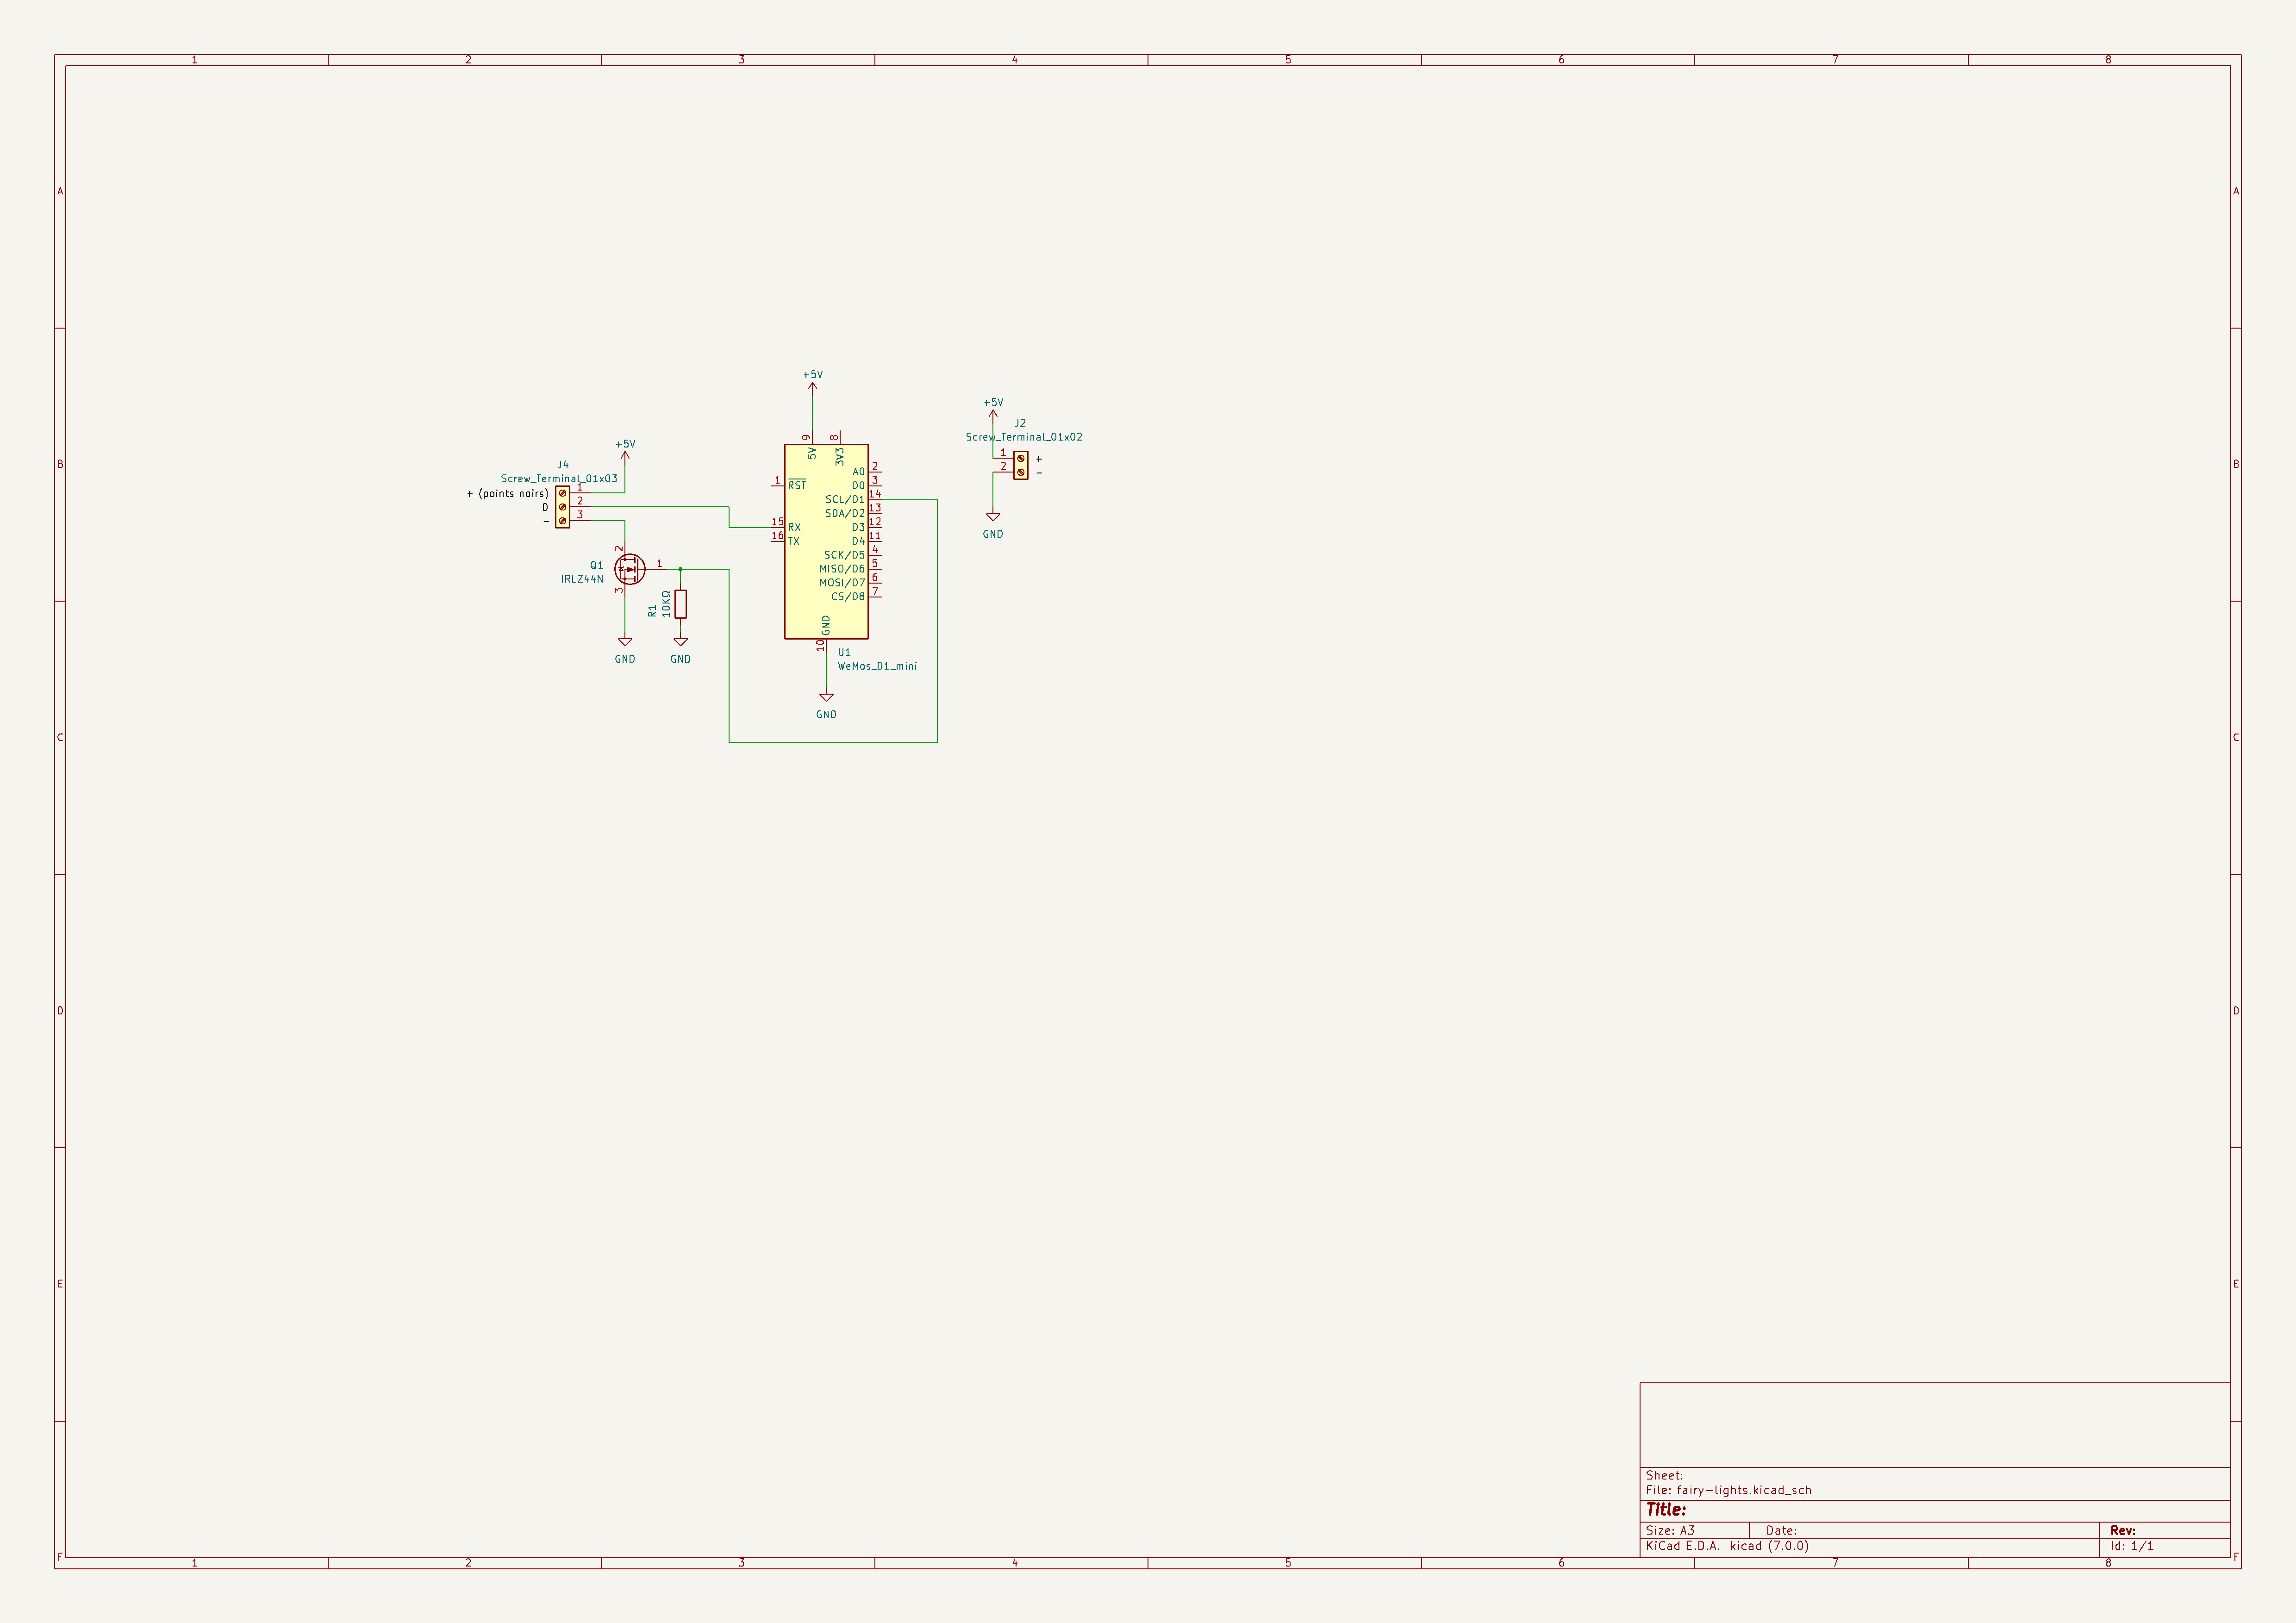 1 2 3 4 5 6 7 8
A A
+5V
+5V
J2
Screw_Terminal_01x02
+5V
J4
Screw_Terminal_01x03
+ (points noirs)
D
-
1
2
3
9
8
5V
3V3
1
RST
15
RX
16
TX
A0
2
D0
3
SCL/D1
14
SDA/D2
13
D3
12
D4
11
SCK/D5
4
MISO/D6
5
MOSI/D7
6
CS/D8
7
GND
10
U1
WeMos_D1_mini
GND
1
2
+
-
GND
B B
2
Q1
IRLZ44N
1
3
R1
10KΩ
GND
GND
C C
D D
E E
Sheet:
File: fairy-lights.kicad_sch
Title:
Size: A3
Date:
Rev:
KiCad E.D.A. kicad (7.0.0)
Id: 1/1
F F
1 2 3 4 5 6 7 8